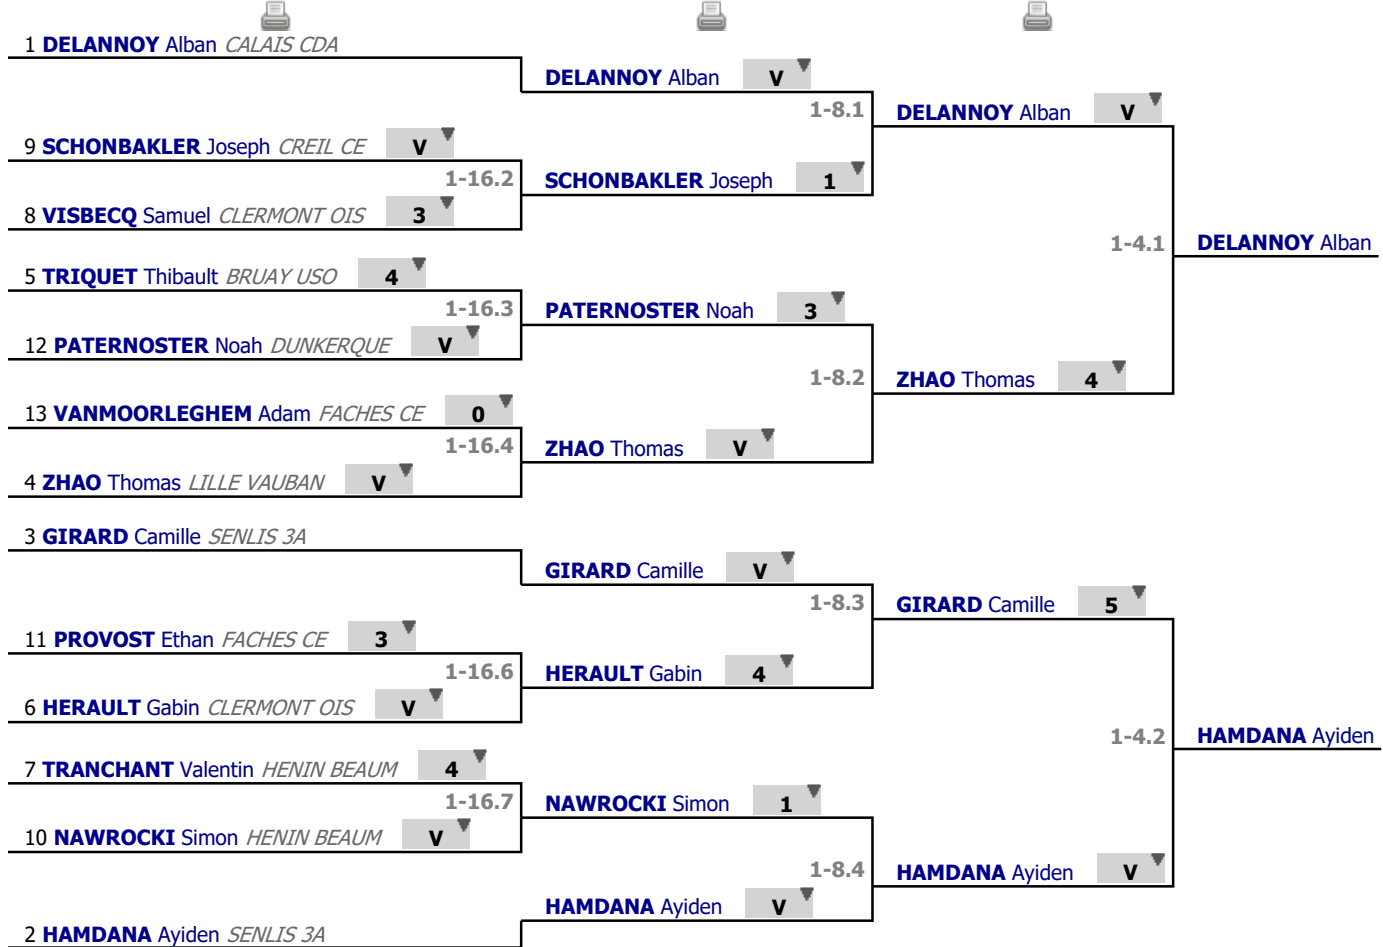 1 DELANNOY Alban CALAIS CDA
DELANNOY Alban V
1-8.1
DELANNOY Alban V
9 SCHONBAKLER Joseph CREIL CE V
1-16.2
SCHONBAKLER Joseph 1
8 VISBECQ Samuel CLERMONT OIS 3
1-4.1
DELANNOY Alban
5 TRIQUET Thibault BRUAY USO 4
1-16.3
PATERNOSTER Noah 3
12 PATERNOSTER Noah DUNKERQUE V
1-8.2
ZHAO Thomas 4
13 VANMOORLEGHEM Adam FACHES CE 0
1-16.4
ZHAO Thomas V
4 ZHAO Thomas LILLE VAUBAN V
3 GIRARD Camille SENLIS 3A
GIRARD Camille V
1-8.3
GIRARD Camille 5
11 PROVOST Ethan FACHES CE 3
1-16.6
HERAULT Gabin 4
6 HERAULT Gabin CLERMONT OIS V
1-4.2
HAMDANA Ayiden
7 TRANCHANT Valentin HENIN BEAUM 4
1-16.7
NAWROCKI Simon 1
10 NAWROCKI Simon HENIN BEAUM V
1-8.4
HAMDANA Ayiden V
HAMDANA Ayiden V
2 HAMDANA Ayiden SENLIS 3A